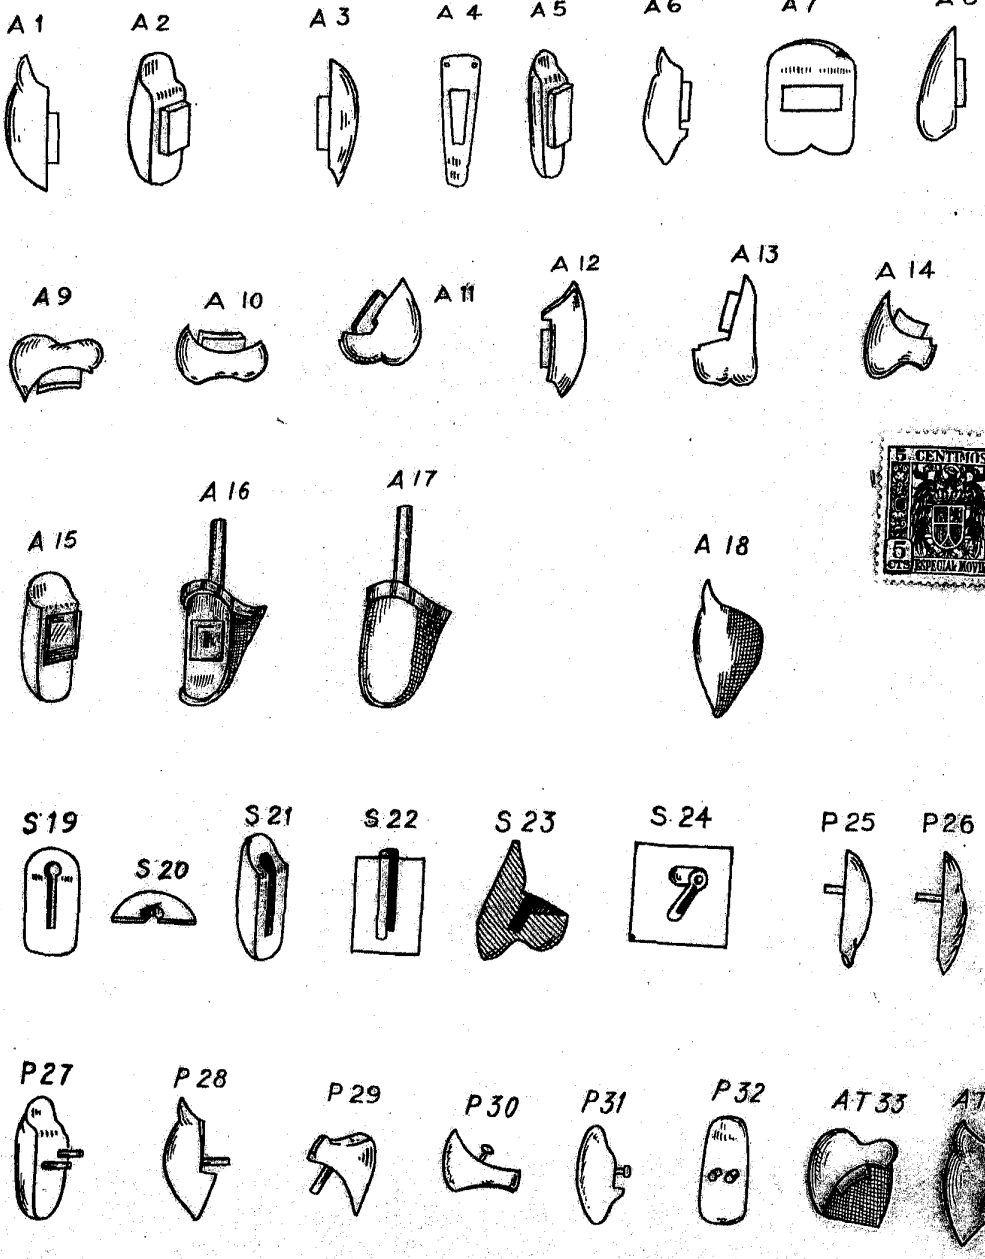 A 1 A 2 A 3 A 4 A 5 A 6 A 7
A 9 A 10 A 11 A 12 A 13 A 14
5 CENTIMOS
5
CTS ESPECIAL MOVIL
A 15 A 16 A 17 A 18
S 19 S 20 S 21 S 22 S 23 S 24 P 25 P 26
P 27 P 28 P 29 P 30 P 31 P 32 AT 33